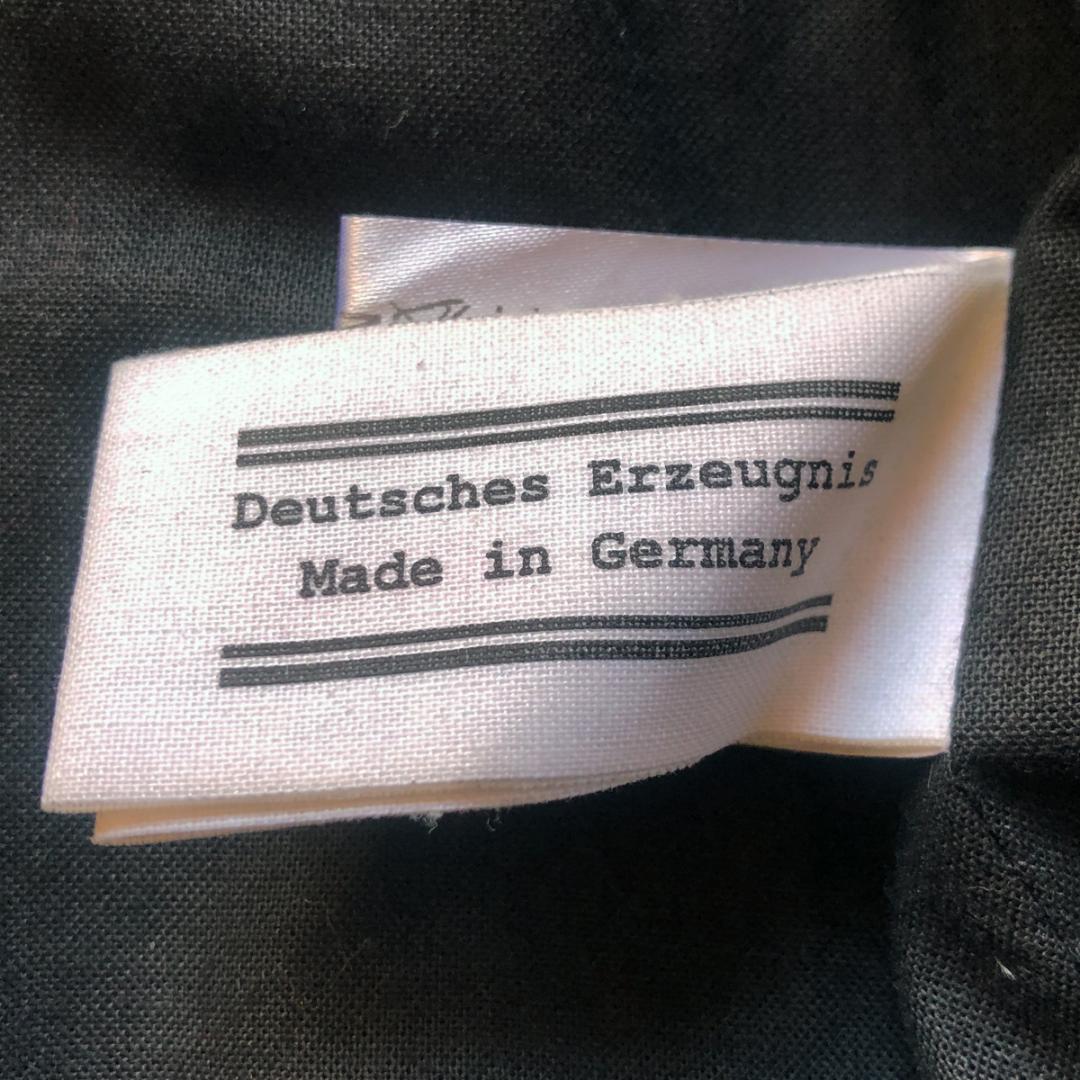 Deutsches Erzeugnis
Made in Germany